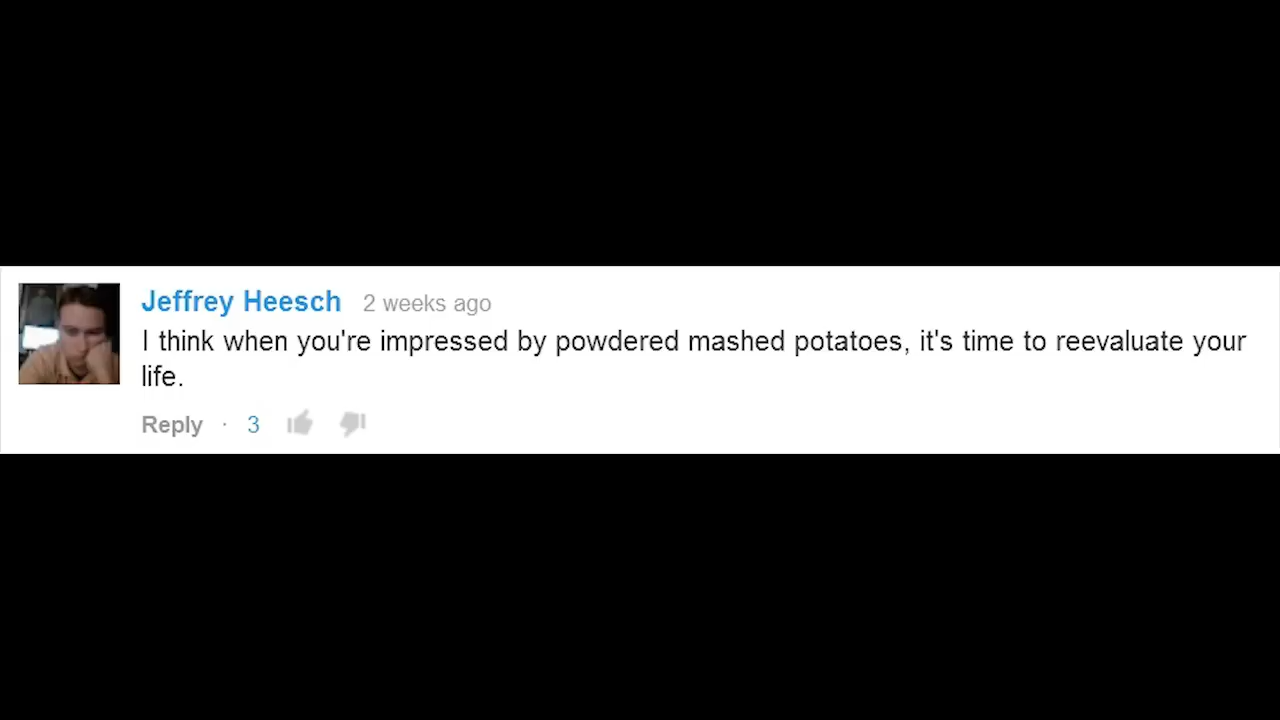 Jeffrey Heesch 2 weeks ago
I think when you're impressed by powdered mashed potatoes, it's time to reevaluate your
life.
Reply · 3